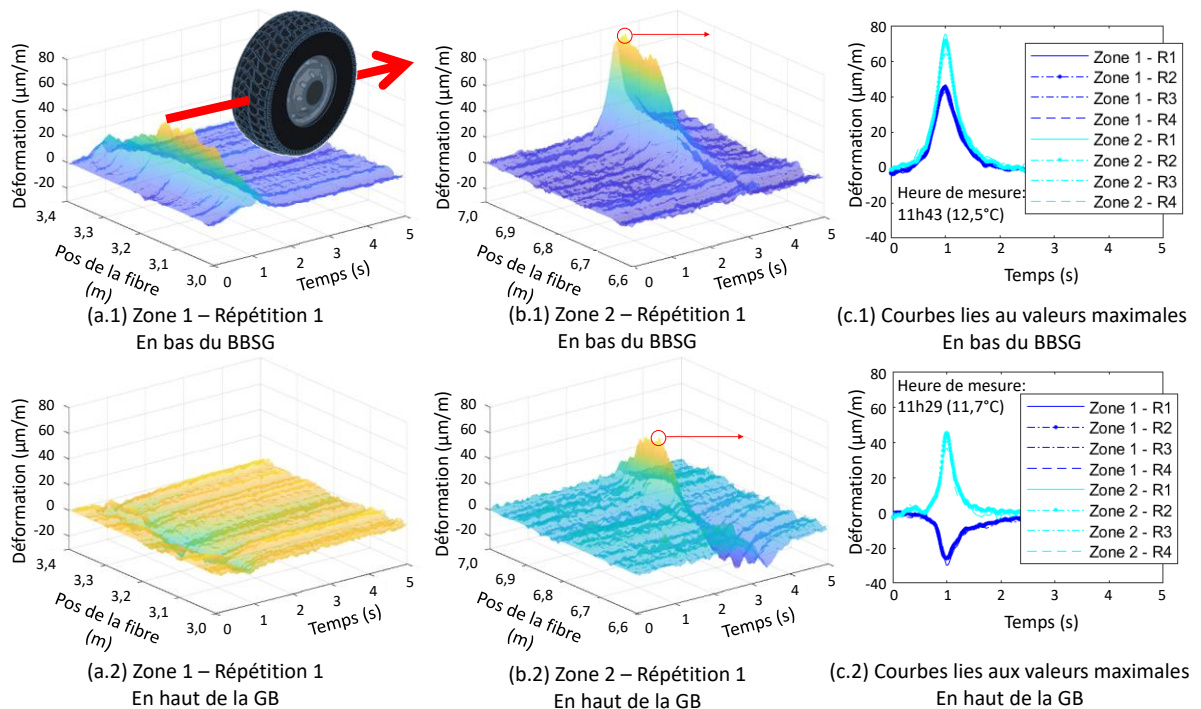 80
60
40
20
0
-20
Déformation (µm/m)
3,4
3,3
3,2
3,1
3,0
Pos de la fibre
(m)
0
1
2
3
4
5
Temps (s)
(a.1) Zone 1 – Répétition 1
En bas du BBSG
80
60
40
20
0
-20
Déformation (µm/m)
7,0
6,9
6,8
6,7
6,6
Pos de la fibre
(m)
0
1
2
3
4
5
Temps (s)
(b.1) Zone 2 – Répétition 1
En bas du BBSG
80
60
40
20
0
-20
-40
Déformation (µm/m)
Zone 1 - R1
Zone 1 - R2
Zone 1 - R3
Zone 1 - R4
Zone 2 - R1
Zone 2 - R2
Zone 2 - R3
Zone 2 - R4
Heure de mesure:
11h43 (12,5°C)
0
1
2
3
4
5
Temps (s)
(c.1) Courbes lies au valeurs maximales
En bas du BBSG
80
60
40
20
0
-20
Déformation (µm/m)
3,4
3,3
3,2
3,1
3,0
Pos de la fibre
(m)
0
1
2
3
4
5
Temps (s)
(a.2) Zone 1 – Répétition 1
En haut de la GB
80
60
40
20
0
-20
Déformation (µm/m)
7,0
6,9
6,8
6,7
6,6
Pos de la fibre
(m)
0
1
2
3
4
5
Temps (s)
(b.2) Zone 2 – Répétition 1
En haut de la GB
80
60
40
20
0
-20
-40
Déformation (µm/m)
Heure de mesure:
11h29 (11,7°C)
Zone 1 - R1
Zone 1 - R2
Zone 1 - R3
Zone 1 - R4
Zone 2 - R1
Zone 2 - R2
Zone 2 - R3
Zone 2 - R4
0
1
2
3
4
5
Temps (s)
(c.2) Courbes lies aux valeurs maximales
En haut de la GB